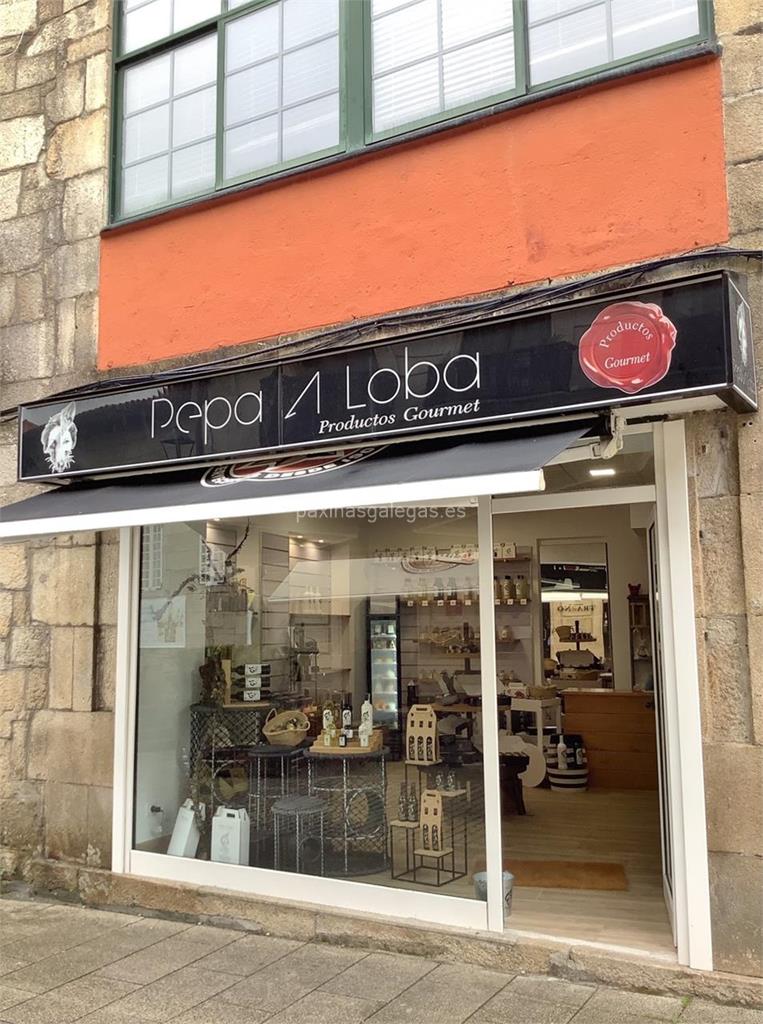 Pepa A Loba
Productos Gourmet
Productos
Gourmet
paxinasgalegas.es